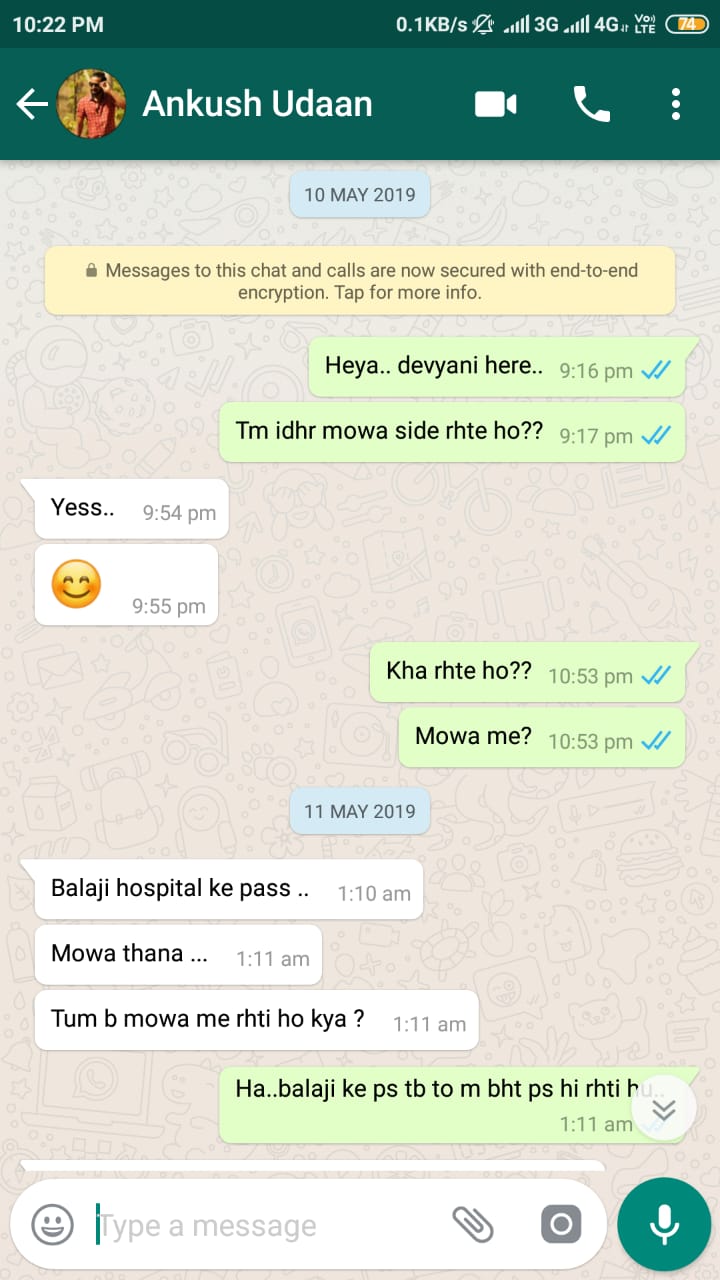 10:22 PM 0.1KB/s 3G 4G VoLTE 74
Ankush Udaan
10 MAY 2019
Messages to this chat and calls are now secured with end-to-end
encryption. Tap for more info.
Heya.. devyani here.. 9:16 pm
Tm idhr mowa side rhte ho?? 9:17 pm
Yess.. 9:54 pm
😊
9:55 pm
Kha rhte ho?? 10:53 pm
Mowa me? 10:53 pm
11 MAY 2019
Balaji hospital ke pass .. 1:10 am
Mowa thana ... 1:11 am
Tum b mowa me rhti ho kya ? 1:11 am
Ha..balaji ke ps tb to m bht ps hi rhti hu..
1:11 am
Type a message